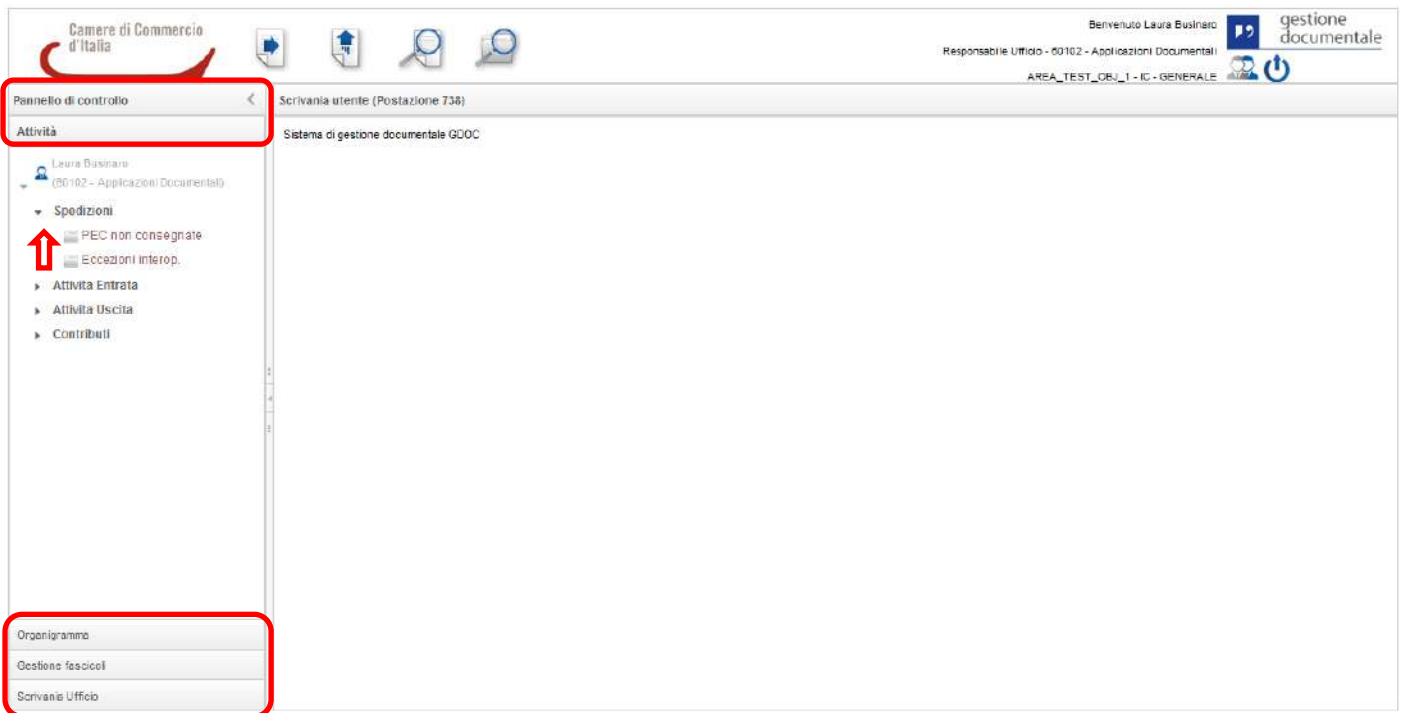 Camere di Commercio
d'Italia
Benvenuto Laura Businaro
Responsabile Ufficio - 60102 - Applicazioni Documentali
AREA_TEST_OBJ_1 - IC - GENERALE
gestione
documentale
Pannello di controllo
Scrivania utente (Postazione 738)
Attività
Sistema di gestione documentale GDOC
Laura Businaro
(60102 - Applicazioni Documentali)
Spedizioni
PEC non consegnate
Eccezioni interop.
Attività Entrata
Attività Uscita
Contributi
Organigramma
Gestione fascicoli
Scrivania Ufficio